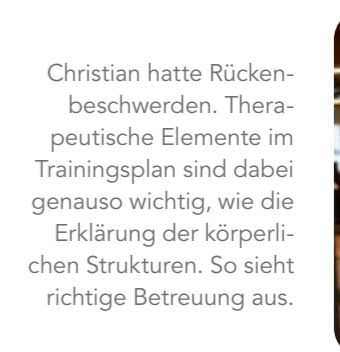 Christian hatte Rücken-
beschwerden. Thera-
peutische Elemente im
Trainingsplan sind dabei
genauso wichtig, wie die
Erklärung der körperli-
chen Strukturen. So sieht
richtige Betreuung aus.